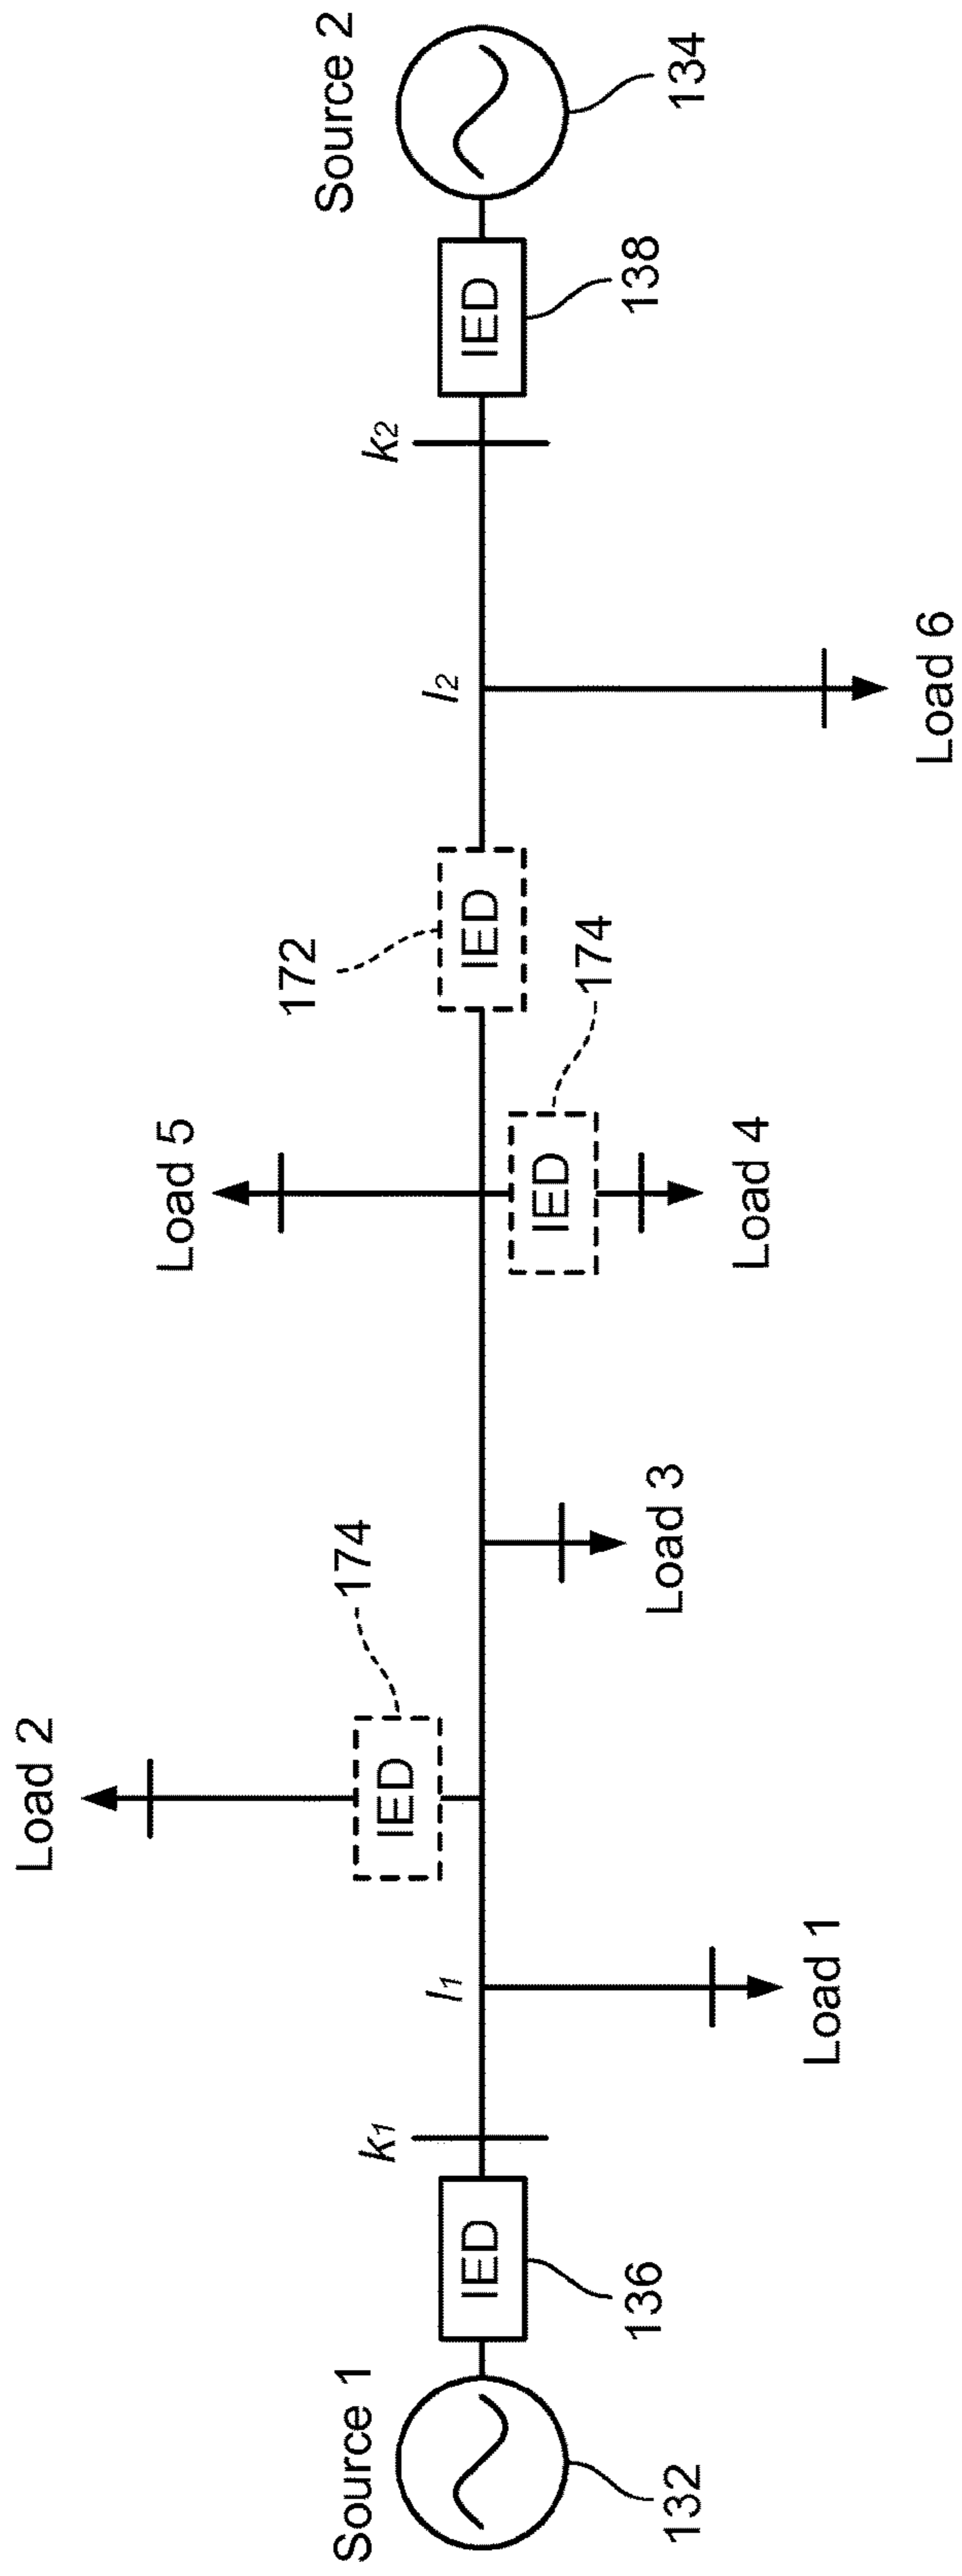 Source 1
132
IED
136
k1
l1
Load 1
Load 2
IED
174
Load 3
Load 5
IED
174
Load 4
IED
172
l2
Load 6
k2
IED
138
Source 2
134